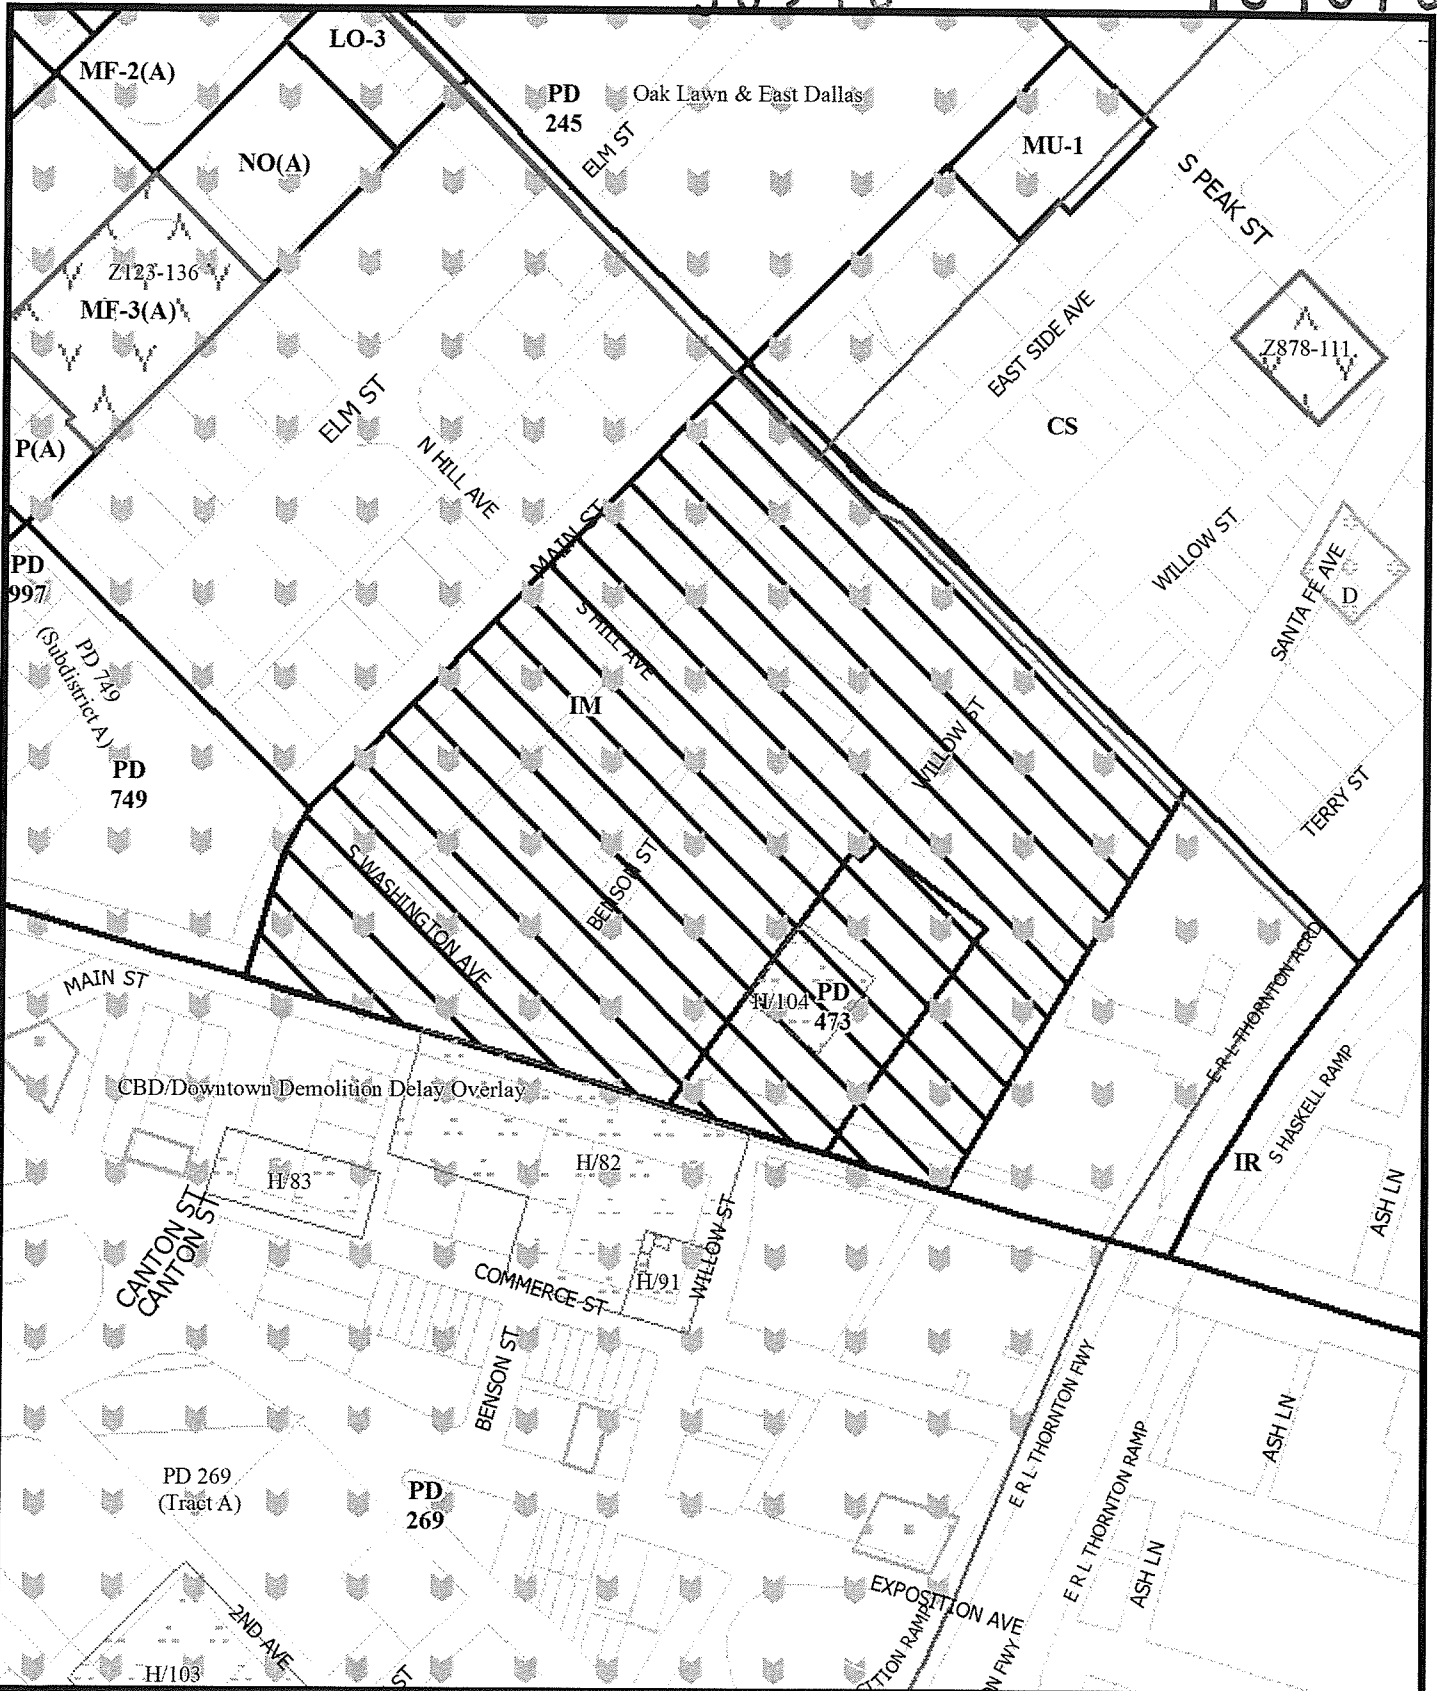 LO-3
MF-2(A)
PD
245
Oak Lawn & East Dallas
ELM ST
MU-1
NO(A)
S PEAK ST
Z123-136
MF-3(A)
EAST SIDE AVE
Z878-111
ELM ST
CS
P(A)
N HILL AVE
MAIN ST
WILLOW ST
PD
997
SANTA FE AVE
D
S HILL AVE
PD 749
(Subdistrict A)
IM
WILLOW ST
PD
749
TERRY ST
S WASHINGTON AVE
BENSON ST
MAIN ST
H/104
PD
473
E R L THORNTON ACRD
CBD/Downtown Demolition Delay Overlay
S HASKELL RAMP
H/82
H/83
IR
ASH LN
CANTON ST
CANTON ST
WILLOW ST
COMMERCE ST
H/91
BENSON ST
E R L THORNTON FWY
ASH LN
PD 269
(Tract A)
PD
269
E R L THORNTON RAMP
ASH LN
EXPOSITION AVE
2ND AVE
H/103
ST